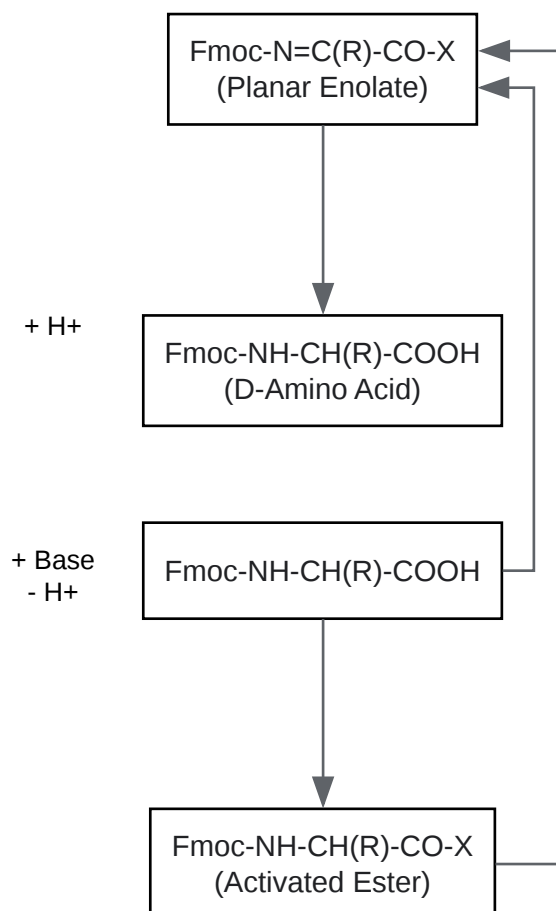 Fmoc-N=C(R)-CO-X
(Planar Enolate)
+ H+
Fmoc-NH-CH(R)-COOH
(D-Amino Acid)
+ Base
- H+
Fmoc-NH-CH(R)-COOH
Fmoc-NH-CH(R)-CO-X
(Activated Ester)